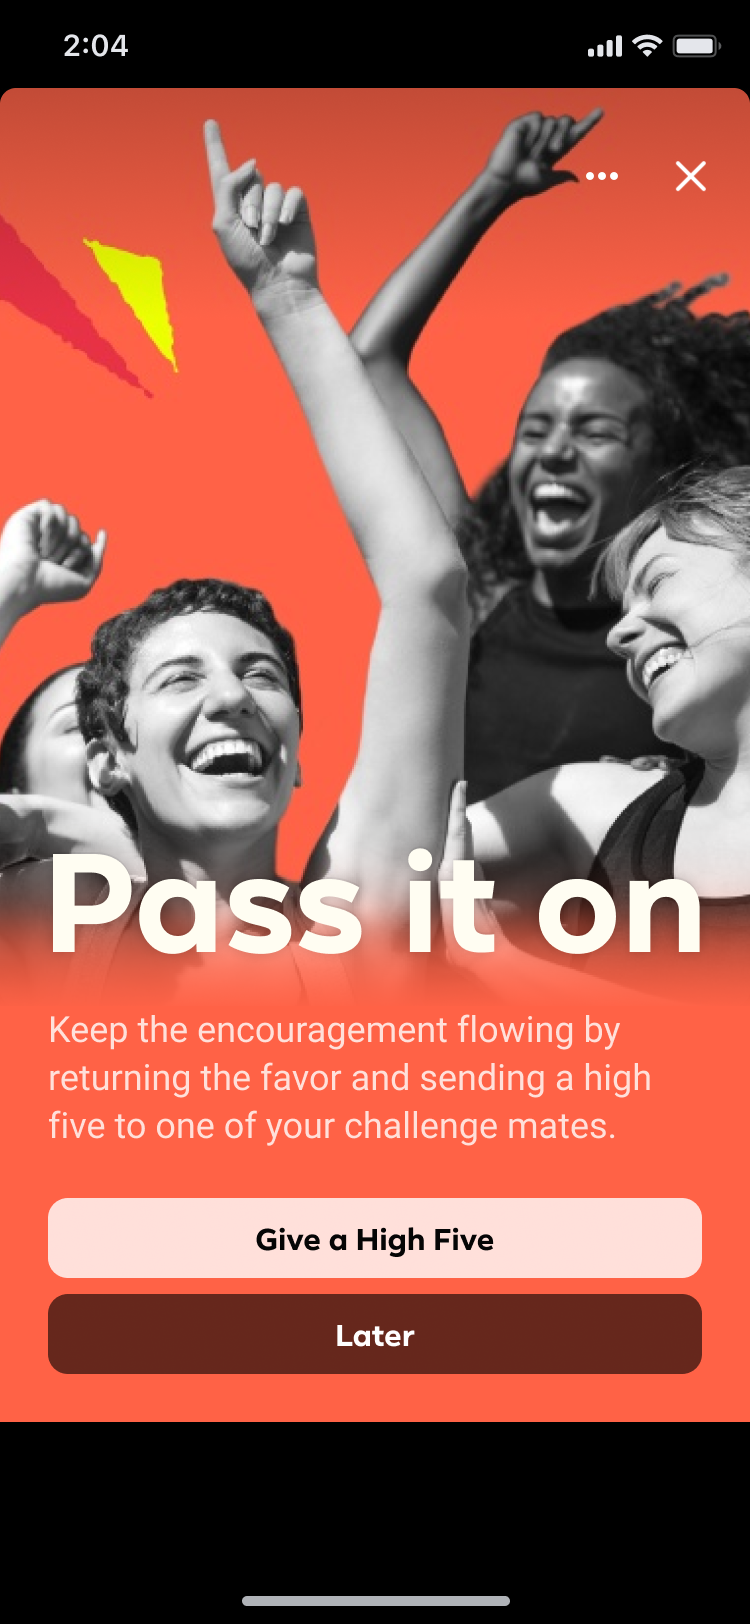 2:04
Pass it on
Keep the encouragement flowing by
returning the favor and sending a high
five to one of your challenge mates.
Give a High Five
Later